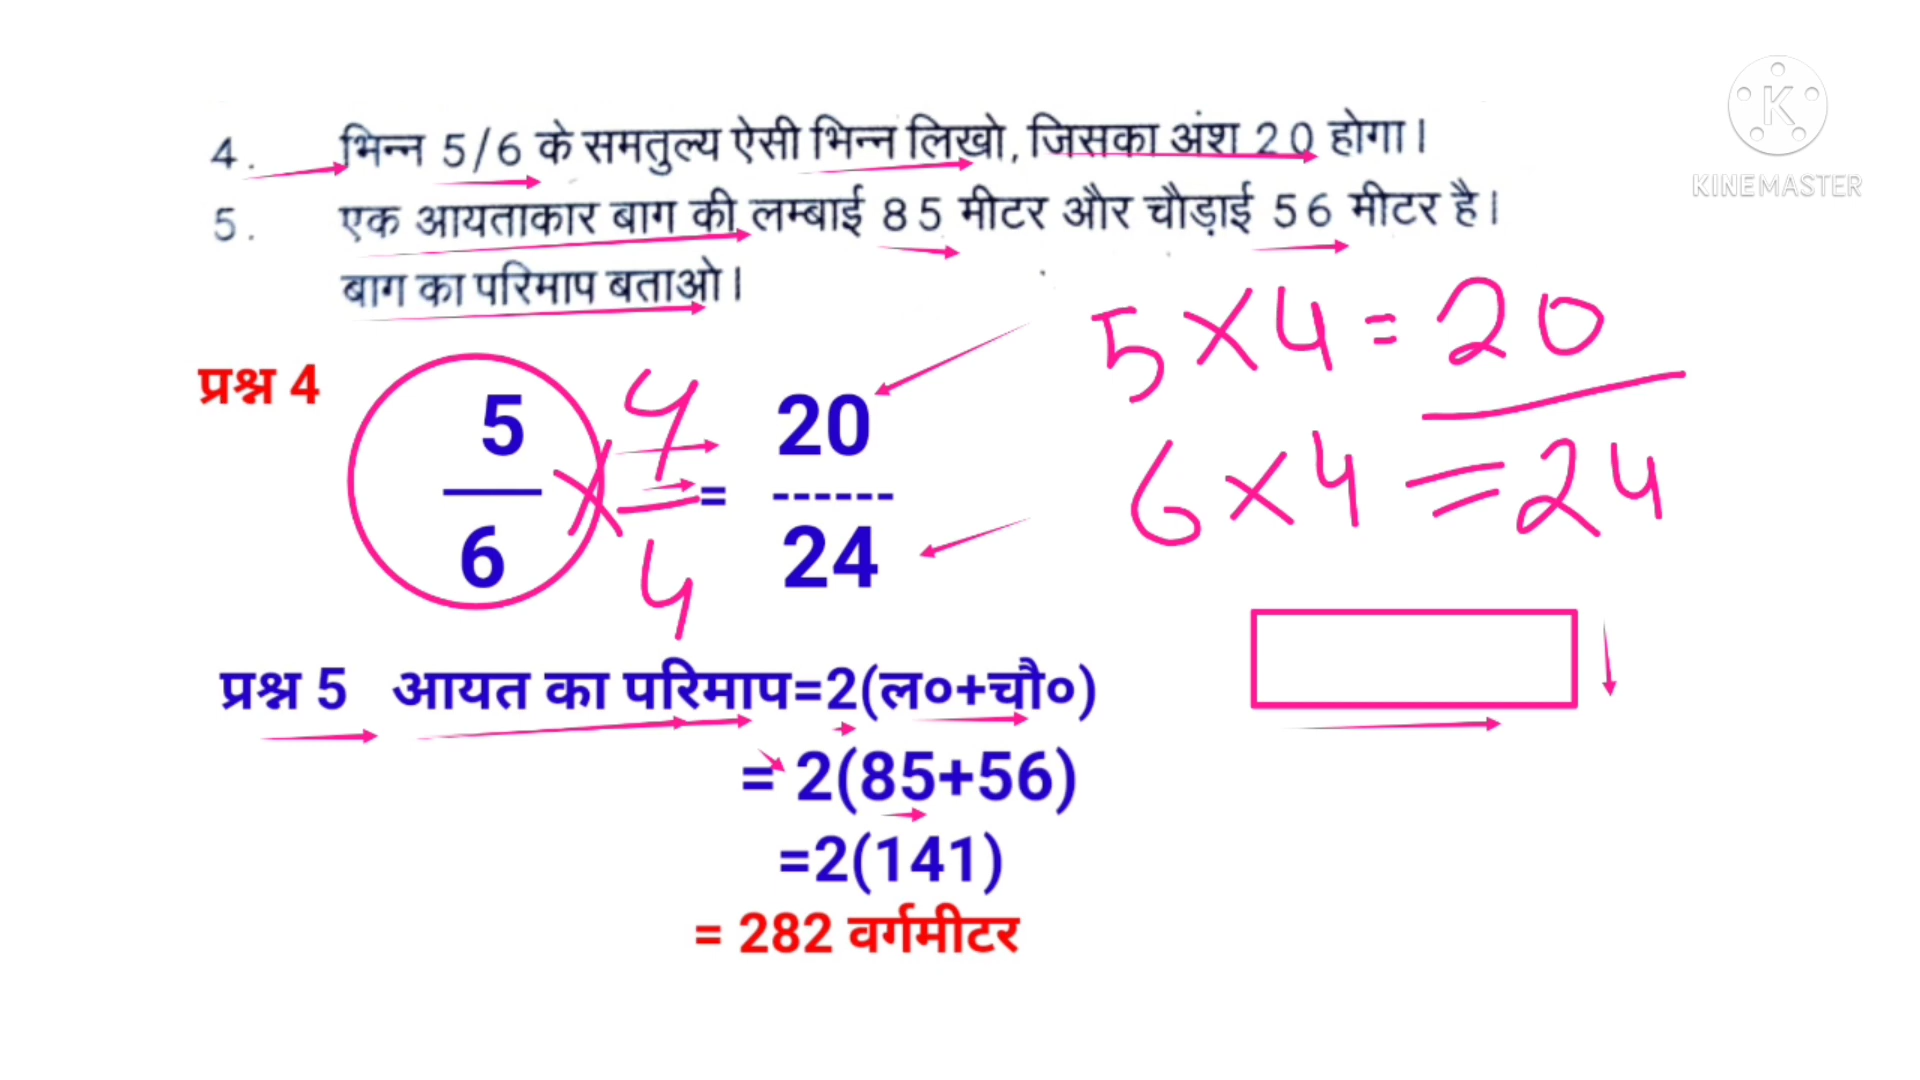 4. भिन्न 5/6 के समतुल्य ऐसी भिन्न लिखो, जिसका अंश 20 होगा।
5. एक आयताकार बाग की लम्बाई 85 मीटर और चौड़ाई 56 मीटर है।
बाग का परिमाप बताओ।
KINEMASTER
5 × 4 = 20
6 × 4 = 24
प्रश्न 4
5 4 20
× =
6 4 24
प्रश्न 5 आयत का परिमाप=2(ल०+चौ०)
= 2(85+56)
=2(141)
= 282 वर्गमीटर